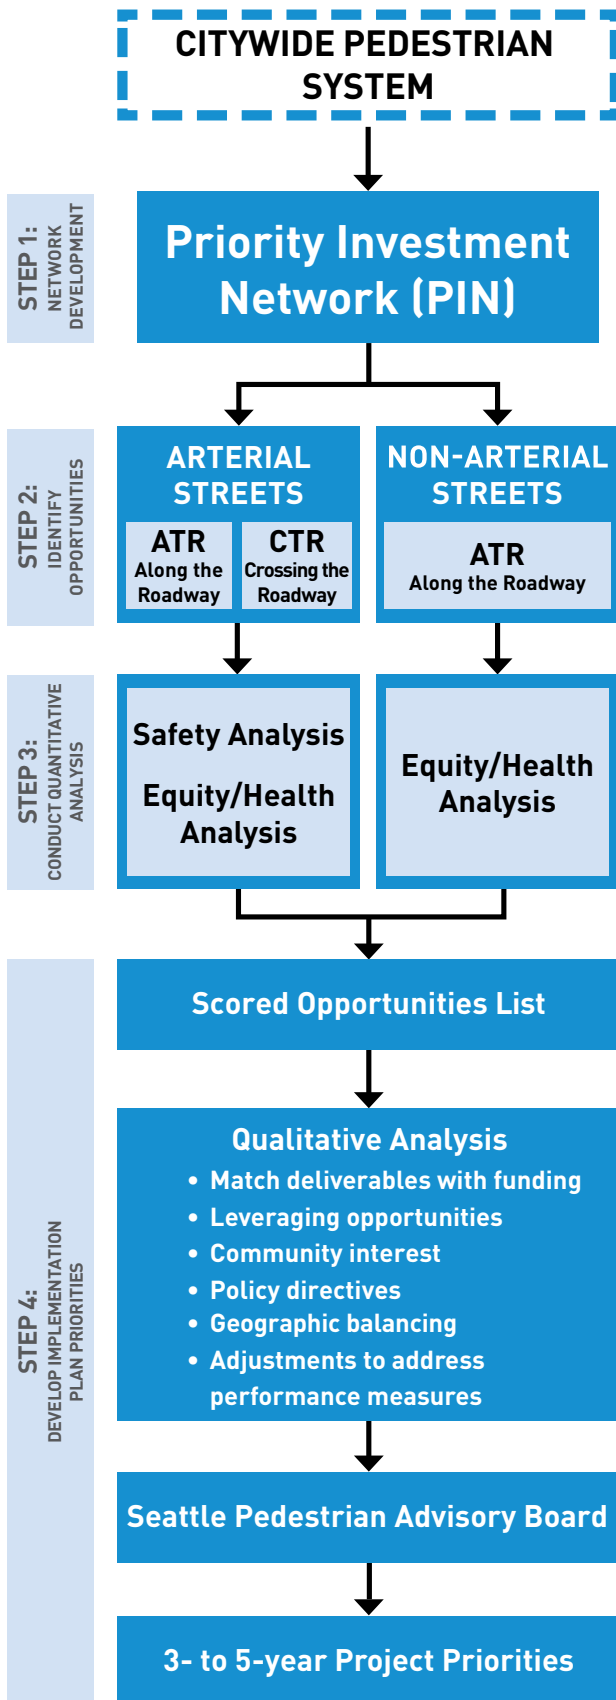 CITYWIDE PEDESTRIAN
SYSTEM
STEP 1:
NETWORK
DEVELOPMENT
Priority Investment
Network (PIN)
STEP 2:
IDENTIFY
OPPORTUNITIES
ARTERIAL
STREETS
ATR
Along the
Roadway
CTR
Crossing the
Roadway
NON-ARTERIAL
STREETS
ATR
Along the Roadway
STEP 3:
CONDUCT QUANTITATIVE
ANALYSIS
Safety Analysis
Equity/Health
Analysis
Equity/Health
Analysis
STEP 4:
DEVELOP IMPLEMENTATION
PLAN PRIORITIES
Scored Opportunities List
Qualitative Analysis
• Match deliverables with funding
• Leveraging opportunities
• Community interest
• Policy directives
• Geographic balancing
• Adjustments to address
performance measures
Seattle Pedestrian Advisory Board
3- to 5-year Project Priorities